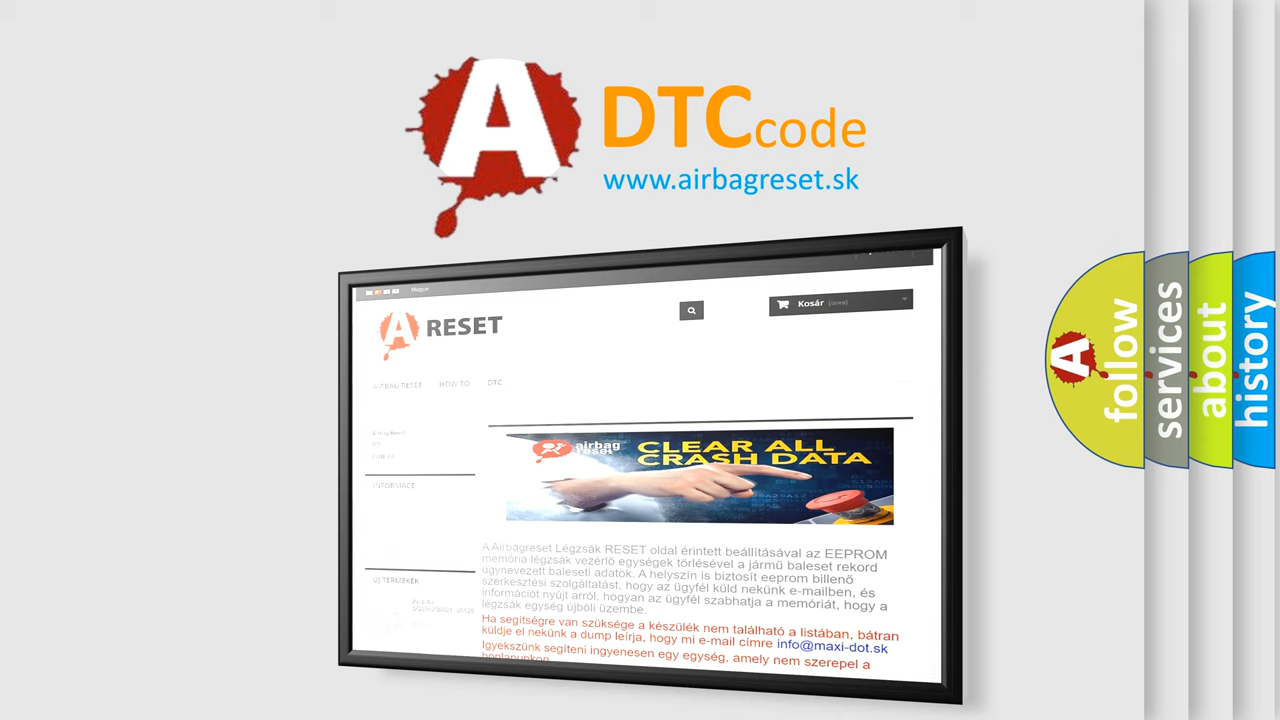 A
DTCcode
www.airbagreset.sk
Magyar
A RESET
Kosár (üres)
AIRBAG RESET HOW TO DTC
INFORMACE
airbag
reset
CLEAR ALL
CRASH DATA
A Airbagreset Légzsák RESET oldal érintett beállításával az EEPROM
memória légzsák vezérlő egységek törlésével a jármű baleset rekord
úgynevezett baleseti adatok. A helyszín is biztosít eeprom billenő
szerkesztési szolgáltatást, hogy az ügyfél küld nekünk e-mailben, és
információt nyújt arról, hogyan az ügyfél szabhatja a memóriát, hogy a
légzsák egység újbóli üzembe.
Ha segítségre van szüksége a készülék nem található a listában, bátran
küldje el nekünk a dump leírja, hogy mi e-mail címre info@maxi-dot.sk
Igyekszünk segíteni ingyenesen egy egység, amely nem szerepel a
honlapunkon
ÚJ TERMÉKEK
A
follow
services
about
history